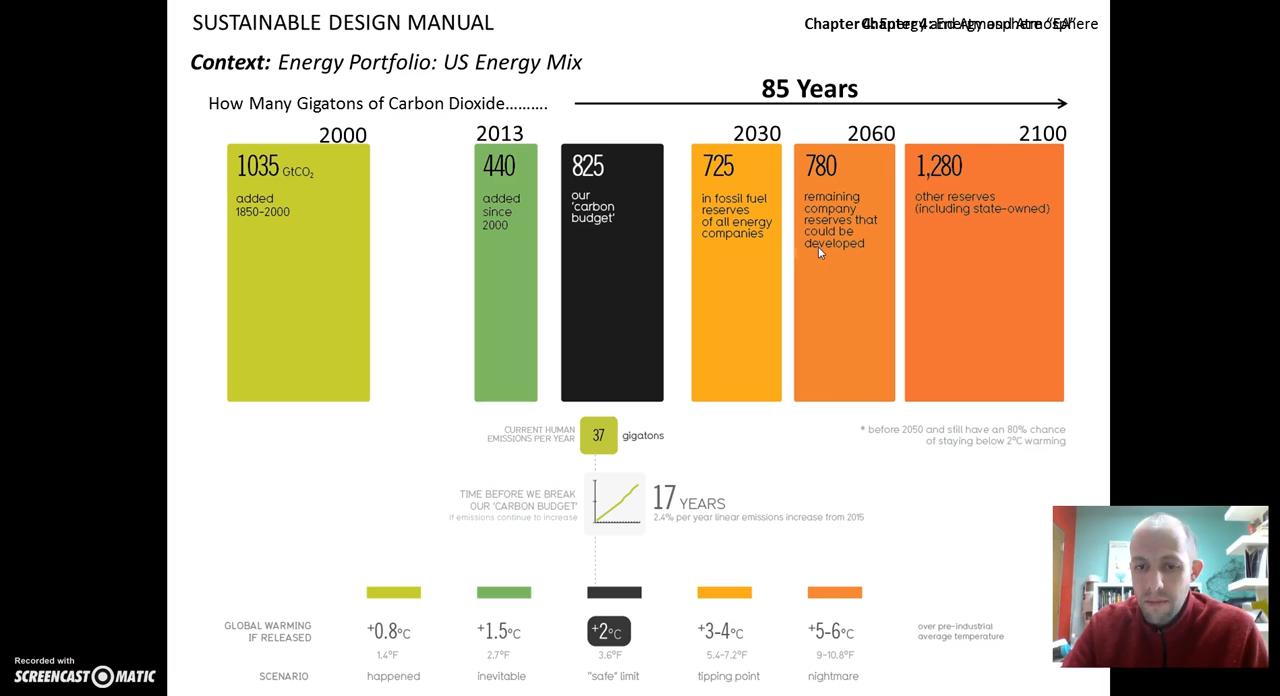 SUSTAINABLE DESIGN MANUAL
Context: Energy Portfolio: US Energy Mix
85 Years
How Many Gigatons of Carbon Dioxide……….
2000
2013
2030
2060
2100
1035 GtCO2
added
1850-2000
440
added
since
2000
825
our
'carbon
budget'
725
in fossil fuel
reserves
of all energy
companies
780
remaining
company
reserves that
could be
developed
1,280
other reserves
(including state-owned)
CURRENT HUMAN
EMISSIONS PER YEAR
37 gigatons
* before 2050 and still have an 80% chance
of staying below 2°C warming
TIME BEFORE WE BREAK
OUR 'CARBON BUDGET'
if emissions continue to increase
17 YEARS
2.4% per year linear emissions increase from 2015
GLOBAL WARMING
IF RELEASED
+0.8°C
1.4°F
+1.5°C
2.7°F
+2°C
3.6°F
+3-4°C
5.4-7.2°F
+5-6°C
9-10.8°F
over pre-industrial
average temperature
SCENARIO
happened
inevitable
"safe" limit
tipping point
nightmare
Recorded with
SCREENCAST-O-MATIC